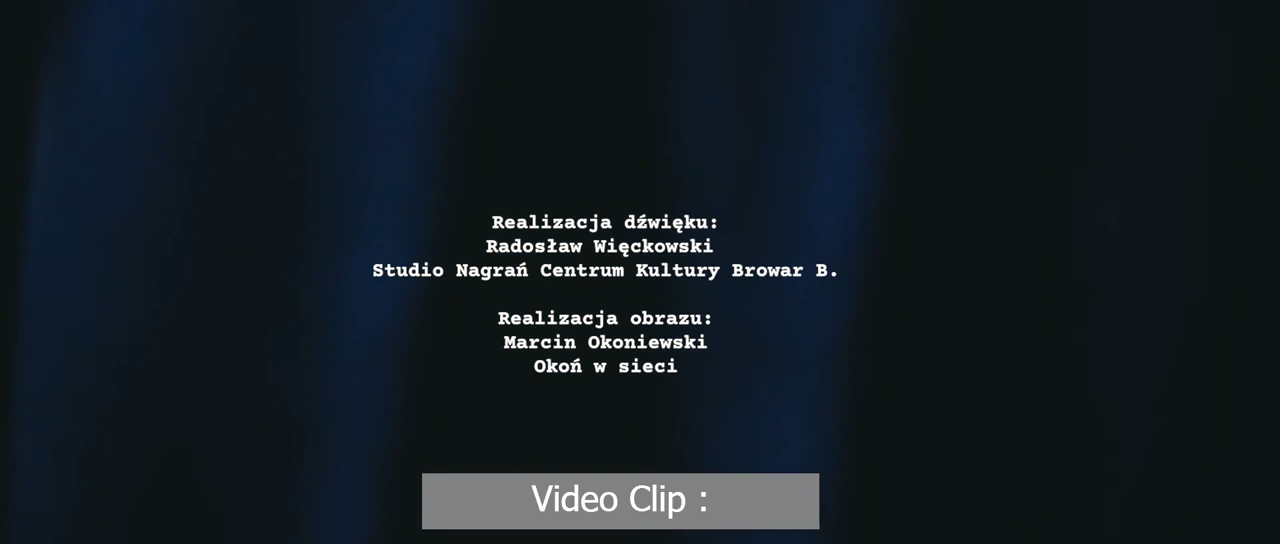 Realizacja dźwięku:
Radosław Więckowski
Studio Nagrań Centrum Kultury Browar B.
Realizacja obrazu:
Marcin Okoniewski
Okoń w sieci
Video Clip :